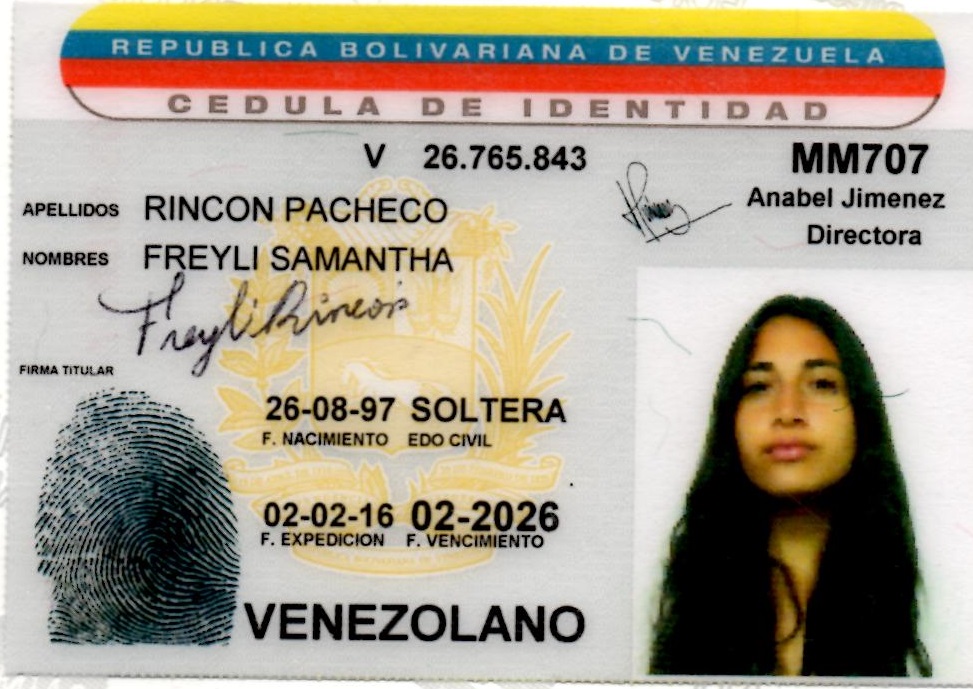 REPUBLICA BOLIVARIANA DE VENEZUELA
CEDULA DE IDENTIDAD
V 26.765.843
MM707
Anabel Jimenez
Directora
APELLIDOS RINCON PACHECO
NOMBRES FREYLI SAMANTHA
Freyli Rincon
FIRMA TITULAR
26-08-97 SOLTERA
F. NACIMIENTO EDO CIVIL
02-02-16 02-2026
F. EXPEDICION F. VENCIMIENTO
VENEZOLANO